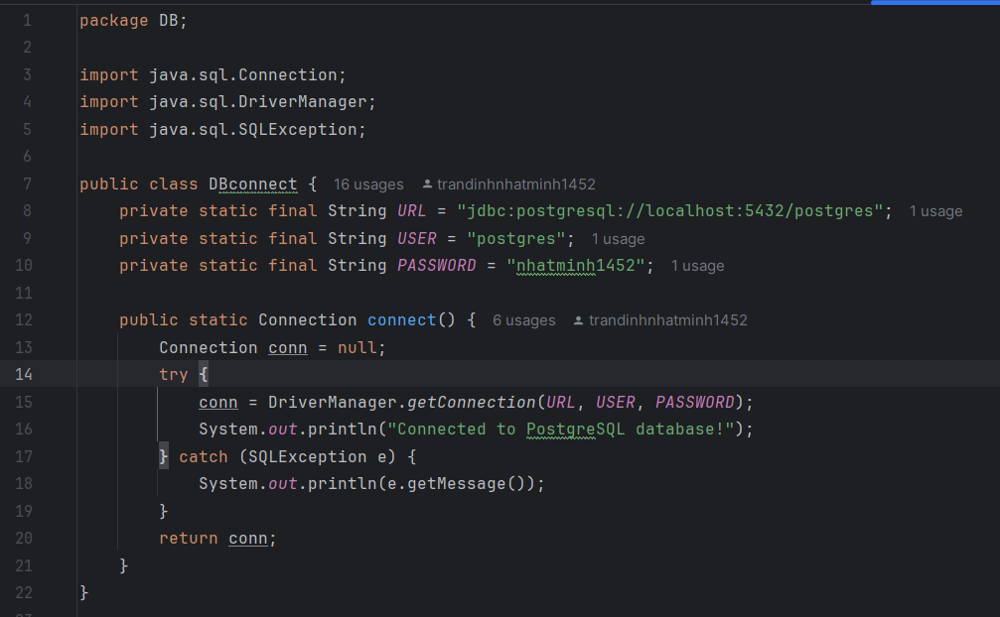 1 package DB;
2
3 import java.sql.Connection;
4 import java.sql.DriverManager;
5 import java.sql.SQLException;
6
7 public class DBconnect { 16 usages trandinhnhatminh1452
8     private static final String URL = "jdbc:postgresql://localhost:5432/postgres"; 1 usage
9     private static final String USER = "postgres"; 1 usage
10     private static final String PASSWORD = "nhatminh1452"; 1 usage
11
12     public static Connection connect() { 6 usages trandinhnhatminh1452
13         Connection conn = null;
14         try {
15             conn = DriverManager.getConnection(URL, USER, PASSWORD);
16             System.out.println("Connected to PostgreSQL database!");
17         } catch (SQLException e) {
18             System.out.println(e.getMessage());
19         }
20         return conn;
21     }
22 }